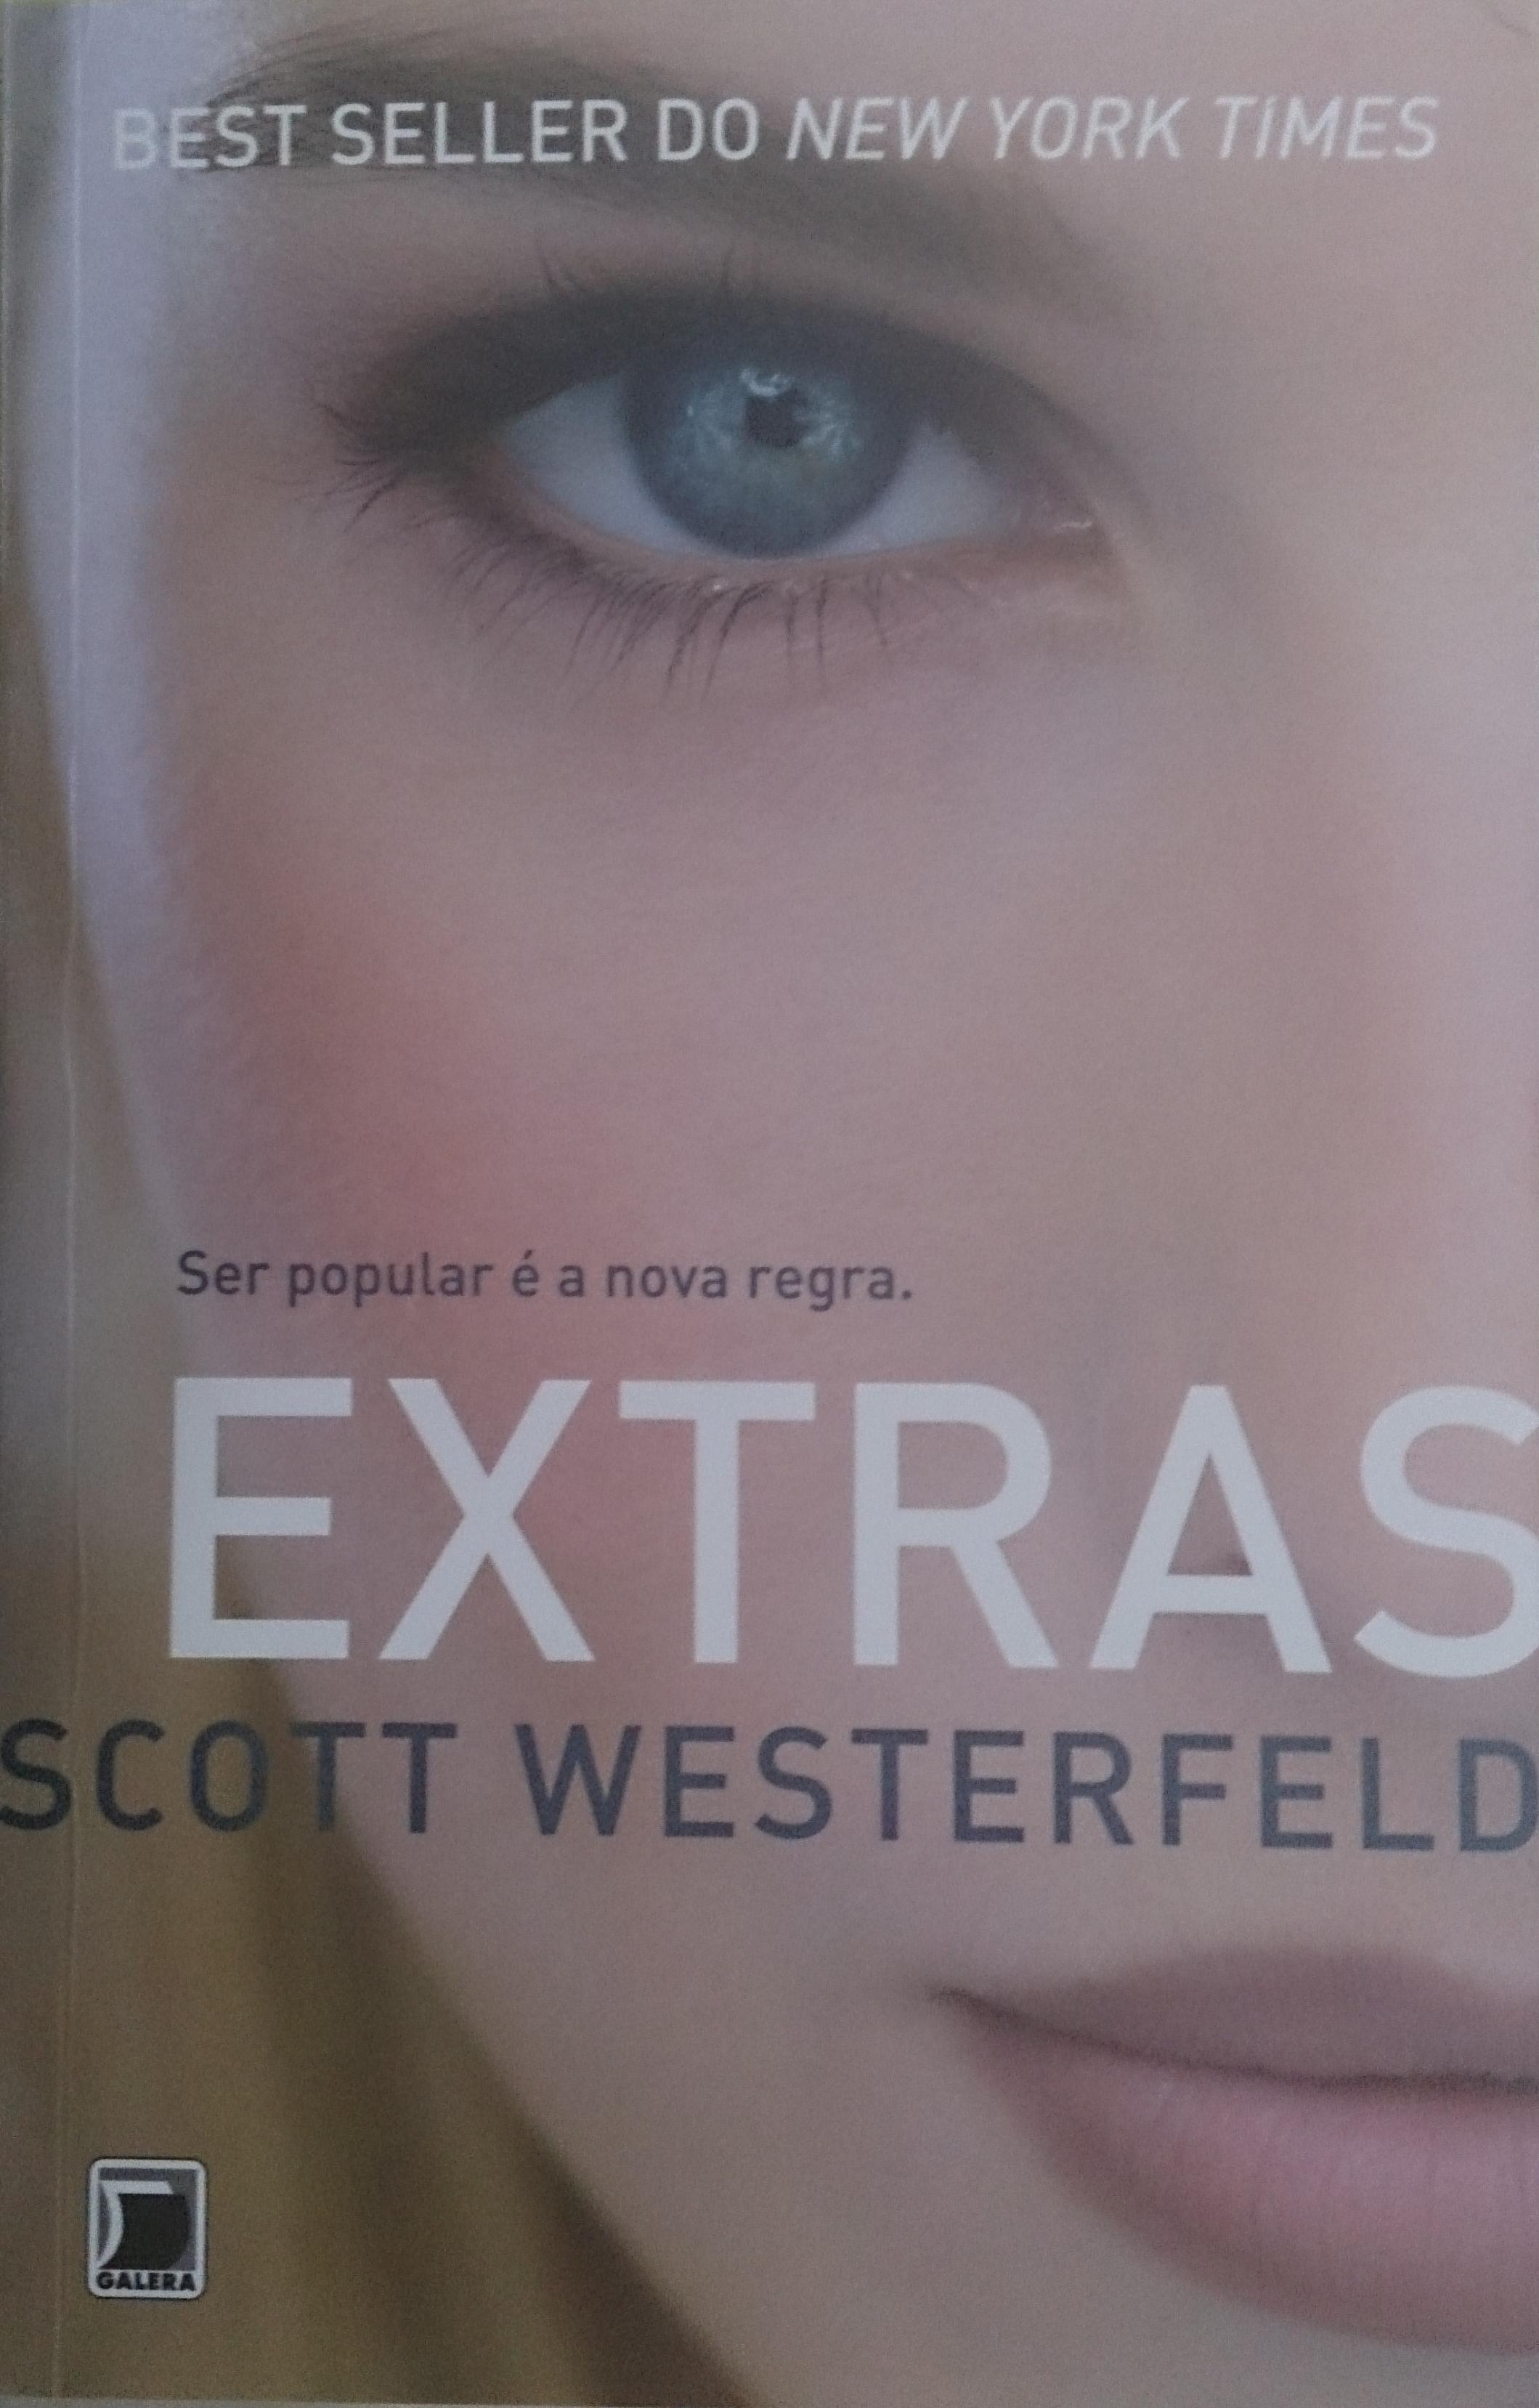 BEST SELLER DO NEW YORK TIMES
Ser popular é a nova regra.
EXTRAS
SCOTT WESTERFELD
GALERA